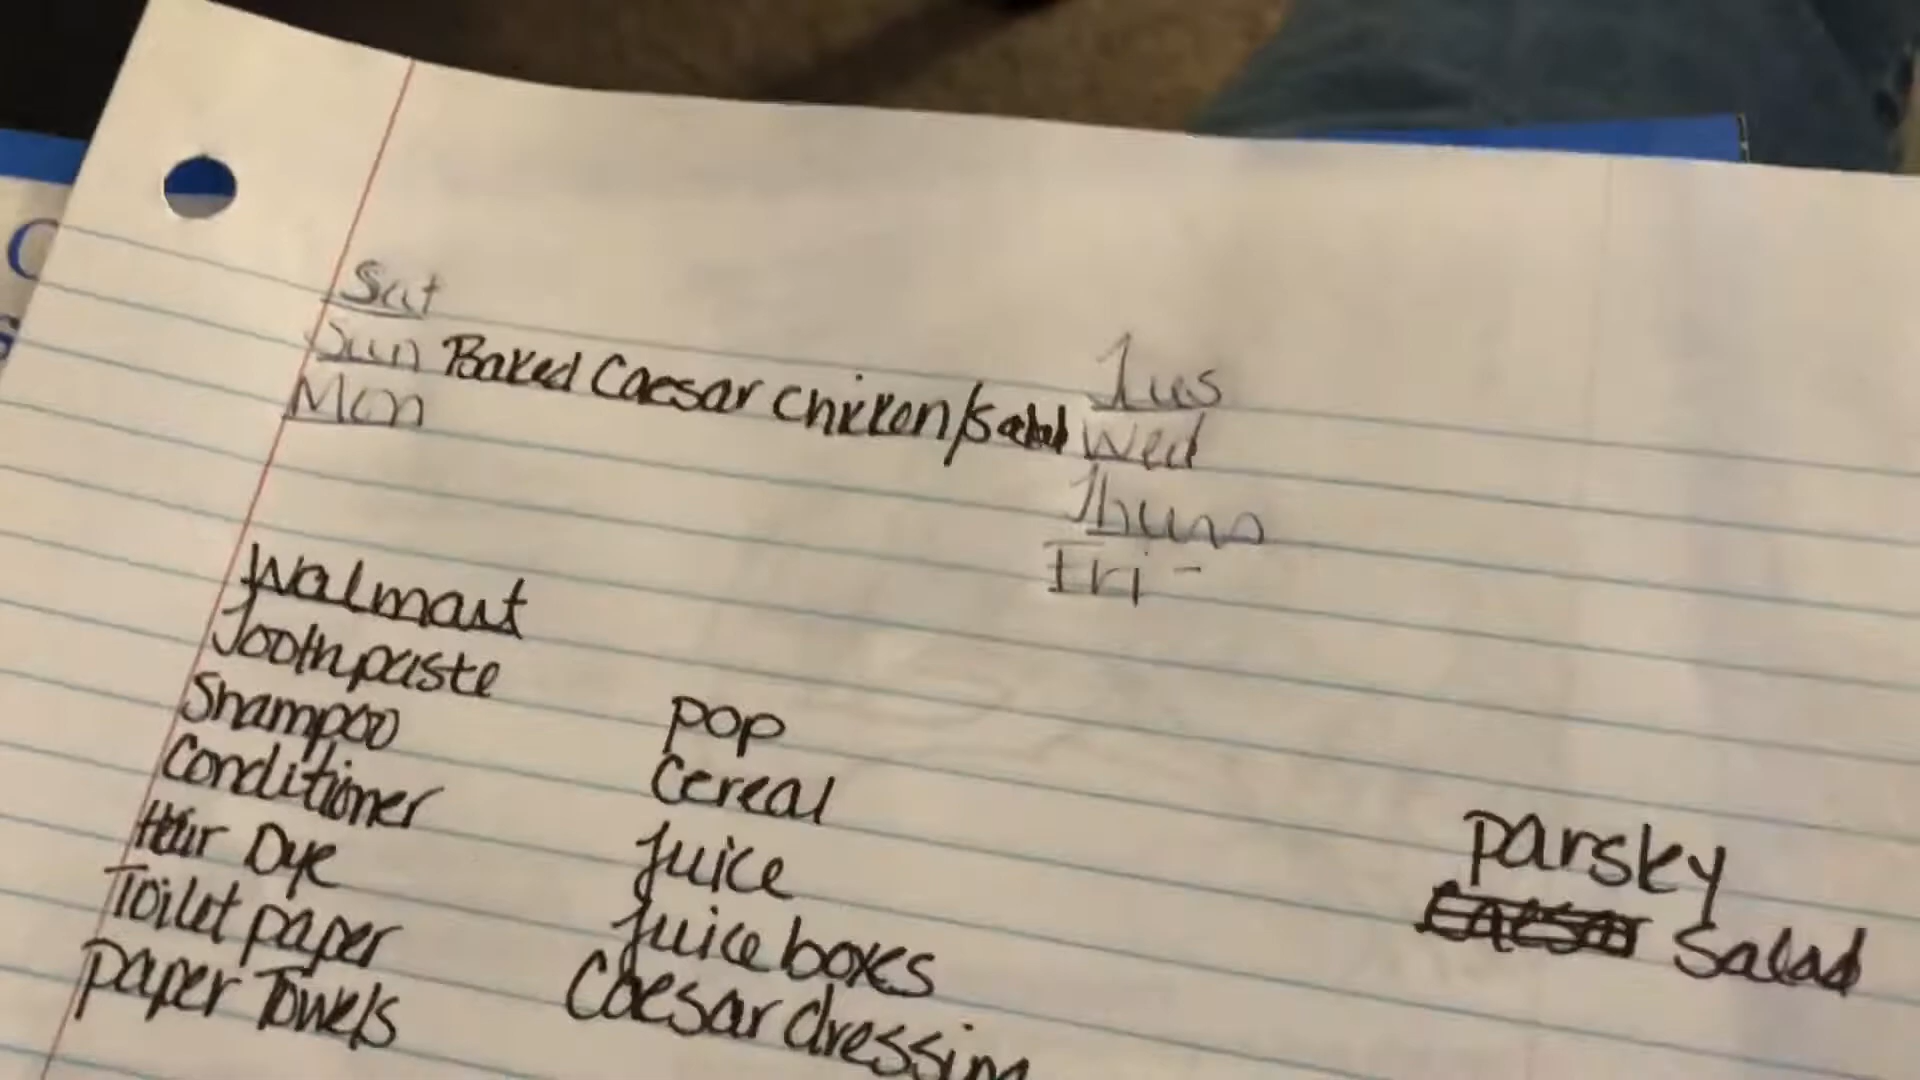 Sat
Sun Baked Caesar chicken/Salad
Mon
Tues
Wed
Thurs
Fri -
Walmart
Toothpaste
Shampoo
Conditioner
Hair Dye
Toilet paper
paper Towels
pop
Cereal
Juice
Juice boxes
Caesar dressing
parsley
Caesar Salad